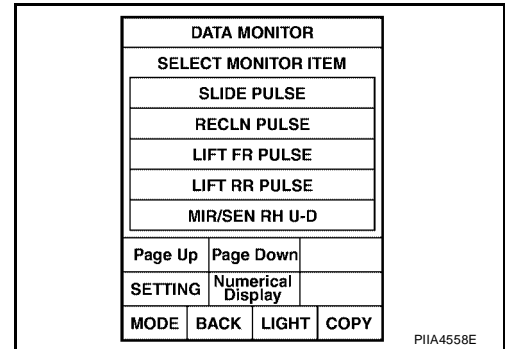 DATA MONITOR
SELECT MONITOR ITEM
SLIDE PULSE
RECLN PULSE
LIFT FR PULSE
LIFT RR PULSE
MIR/SEN RH U-D
Page Up Page Down
SETTING Numerical Display
MODE BACK LIGHT COPY
PIIA4558E